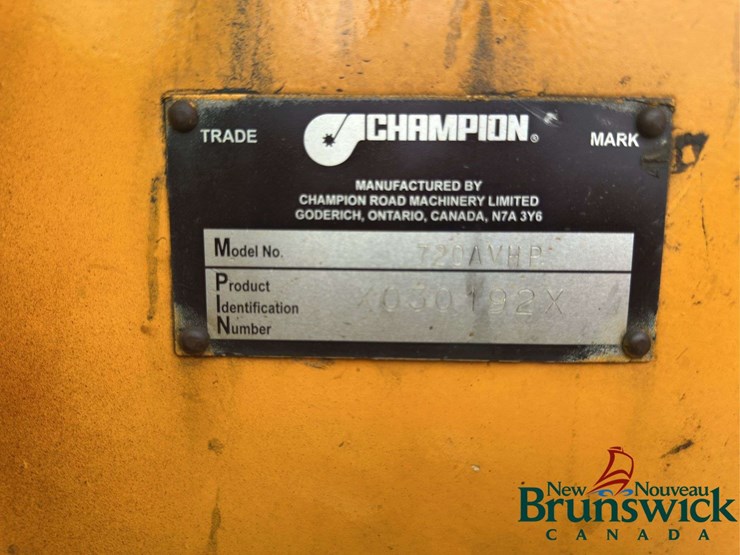 TRADE CHAMPION® MARK
MANUFACTURED BY
CHAMPION ROAD MACHINERY LIMITED
GODERICH, ONTARIO, CANADA, N7A 3Y6
Model No. 720AVHP
Product
Identification X030192X
Number
New Nouveau
Brunswick
CANADA